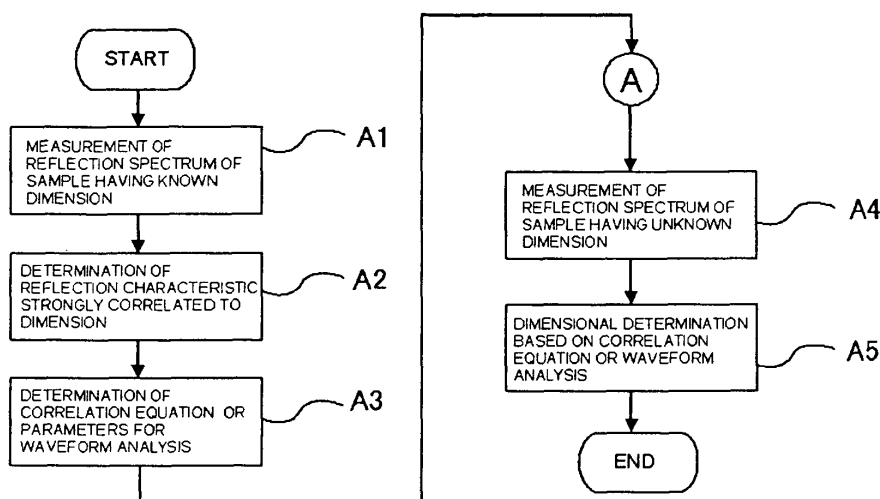 START
MEASUREMENT OF
REFLECTION SPECTRUM OF
SAMPLE HAVING KNOWN
DIMENSION
A1
DETERMINATION OF
REFLECTION CHARACTERISTIC
STRONGLY CORRELATED TO
DIMENSION
A2
DETERMINATION OF
CORRELATION EQUATION OR
PARAMETERS FOR
WAVEFORM ANALYSIS
A3
A
MEASUREMENT OF
REFLECTION SPECTRUM OF
SAMPLE HAVING UNKNOWN
DIMENSION
A4
DIMENSIONAL DETERMINATION
BASED ON CORRELATION
EQUATION OR WAVEFORM
ANALYSIS
A5
END